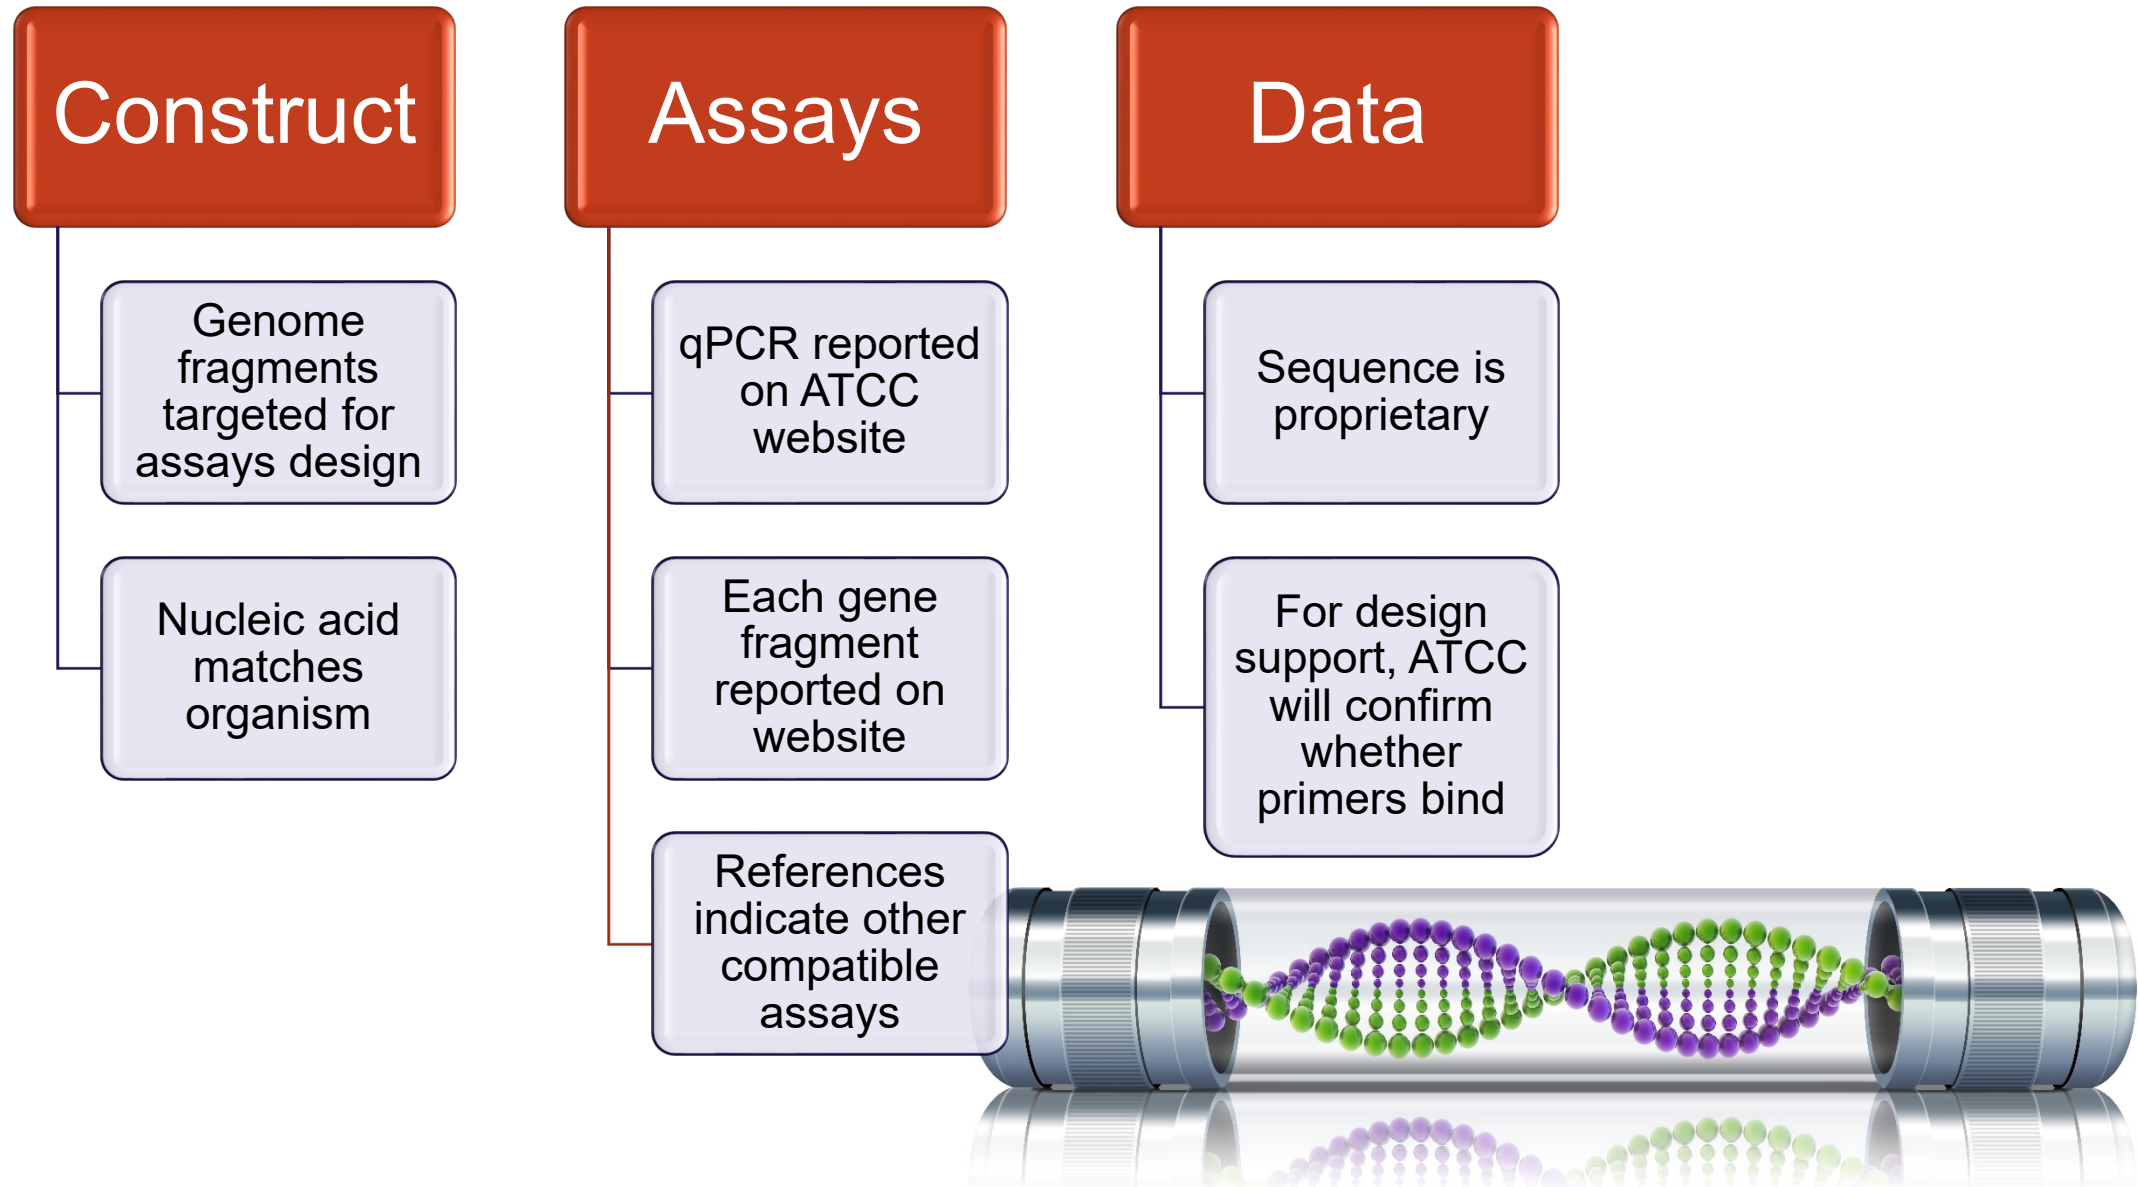 Construct
Genome
fragments
targeted for
assays design
Nucleic acid
matches
organism
Assays
qPCR reported
on ATCC
website
Each gene
fragment
reported on
website
References
indicate other
compatible
assays
Data
Sequence is
proprietary
For design
support, ATCC
will confirm
whether
primers bind